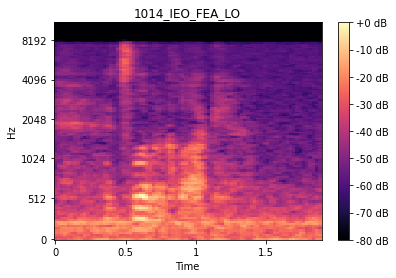 1014_IEO_FEA_LO
+0 dB
8192
-10 dB
4096
-20 dB
-30 dB
2048
Hz
-40 dB
1024
-50 dB
512
-60 dB
-70 dB
0
-80 dB
0 0.5 1 1.5
Time